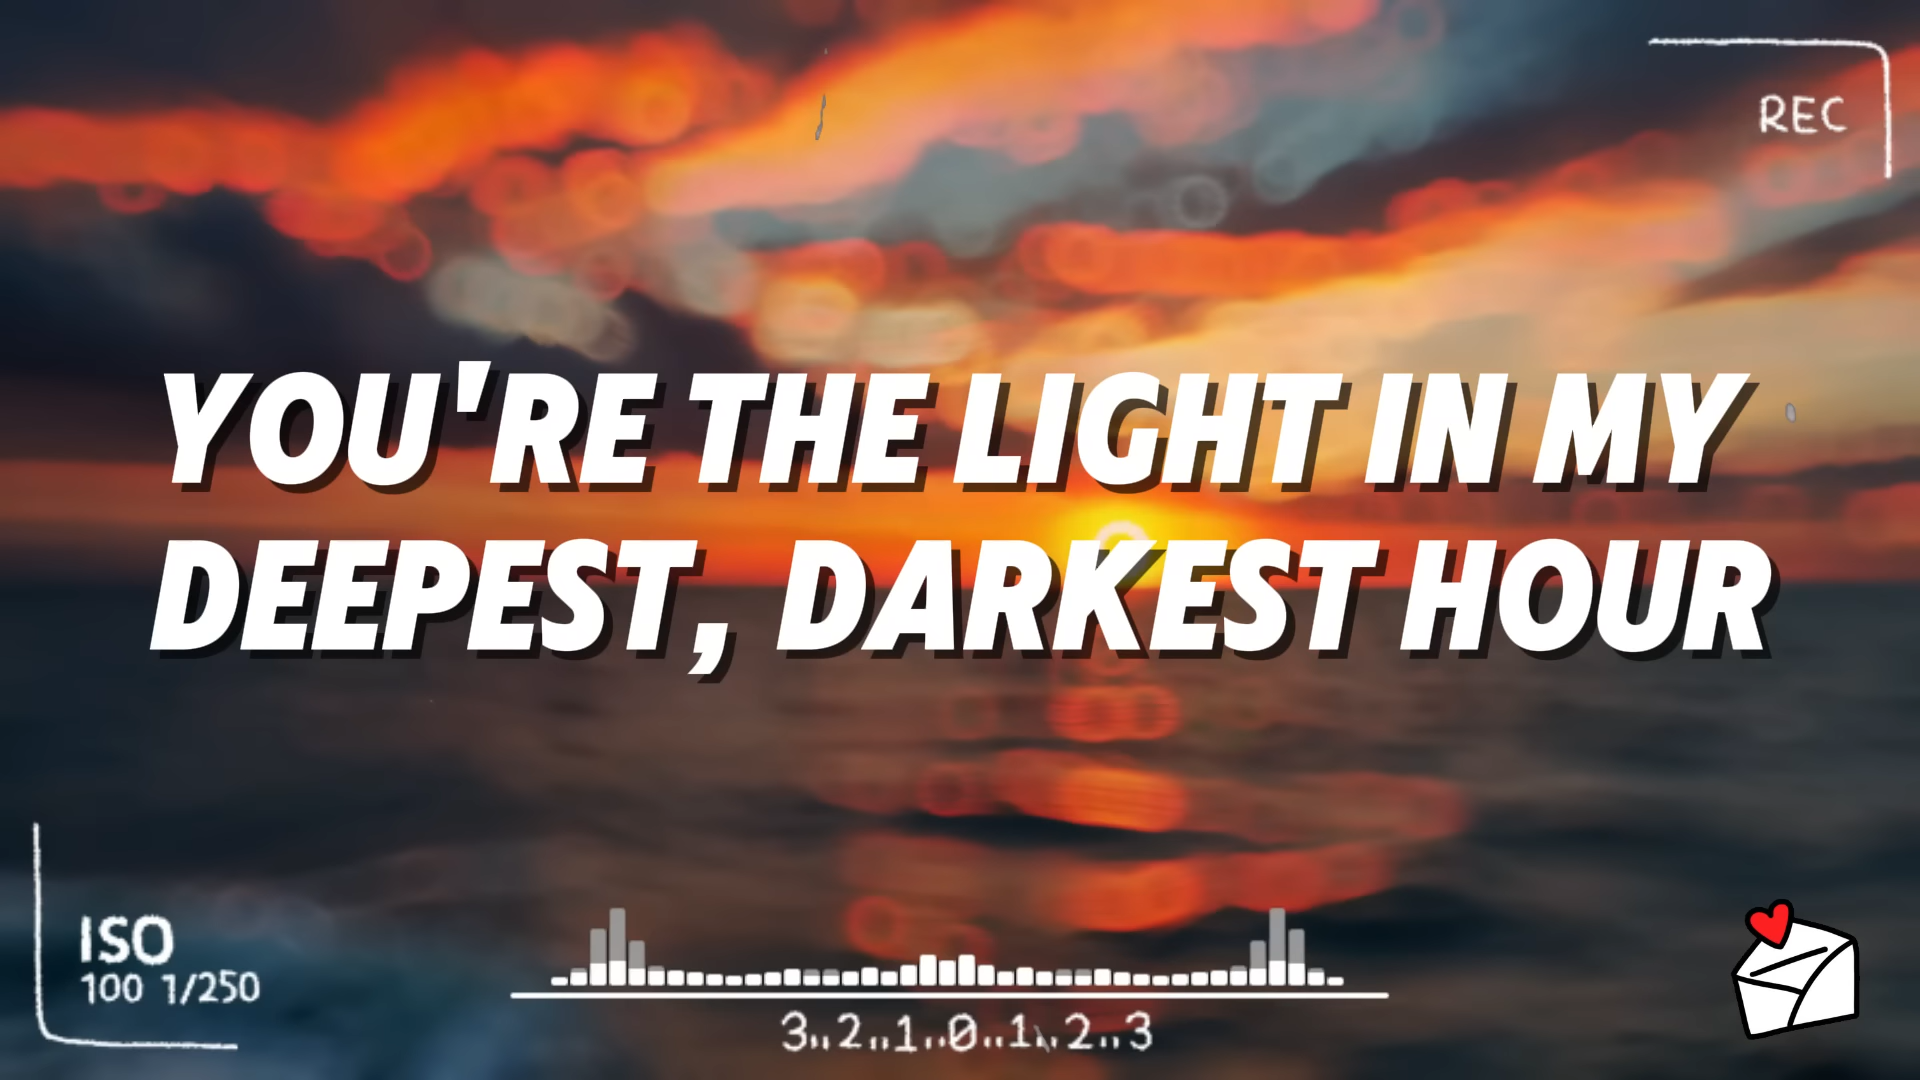 REC
YOU'RE THE LIGHT IN MY
DEEPEST, DARKEST HOUR
ISO
100 1/250
3..2..1..0..1..2..3